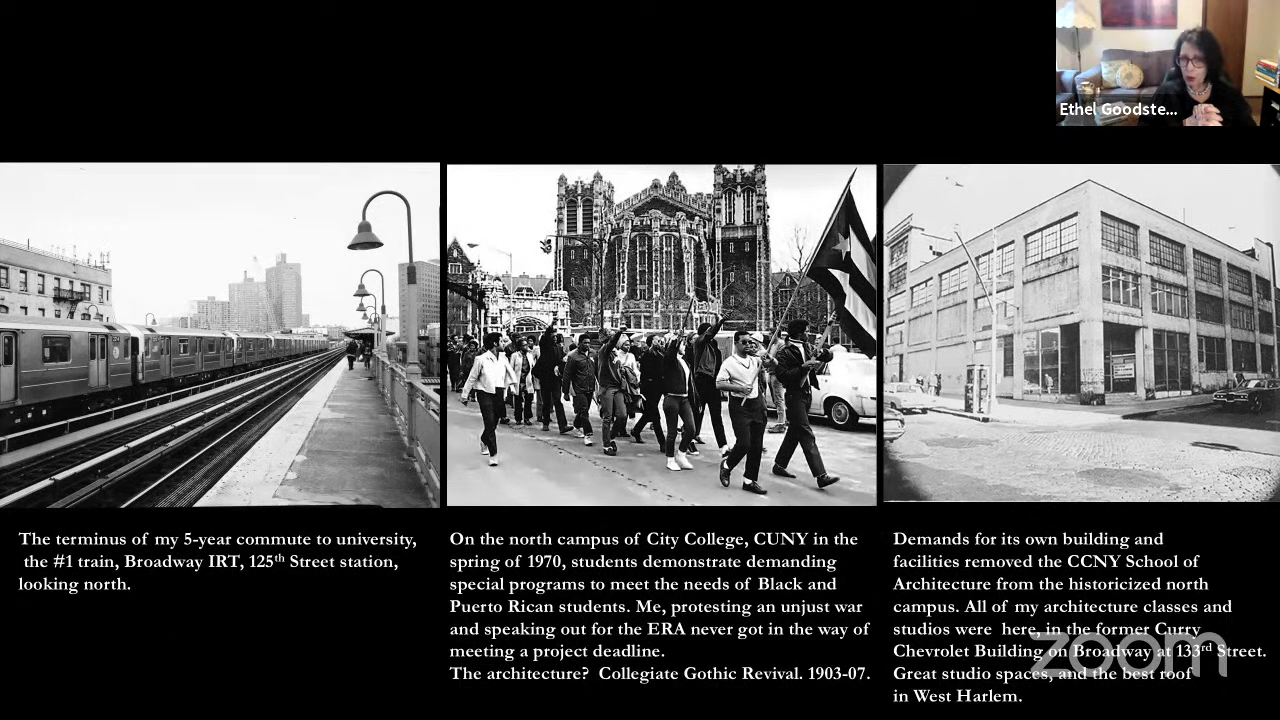 Ethel Goodste...
The terminus of my 5-year commute to university,
the #1 train, Broadway IRT, 125th Street station,
looking north.
On the north campus of City College, CUNY in the
spring of 1970, students demonstrate demanding
special programs to meet the needs of Black and
Puerto Rican students. Me, protesting an unjust war
and speaking out for the ERA never got in the way of
meeting a project deadline.
The architecture? Collegiate Gothic Revival. 1903-07.
Demands for its own building and
facilities removed the CCNY School of
Architecture from the historicized north
campus. All of my architecture classes and
studios were here, in the former Curry
Chevrolet Building on Broadway at 133rd Street.
Great studio spaces, and the best roof
in West Harlem.
zoom